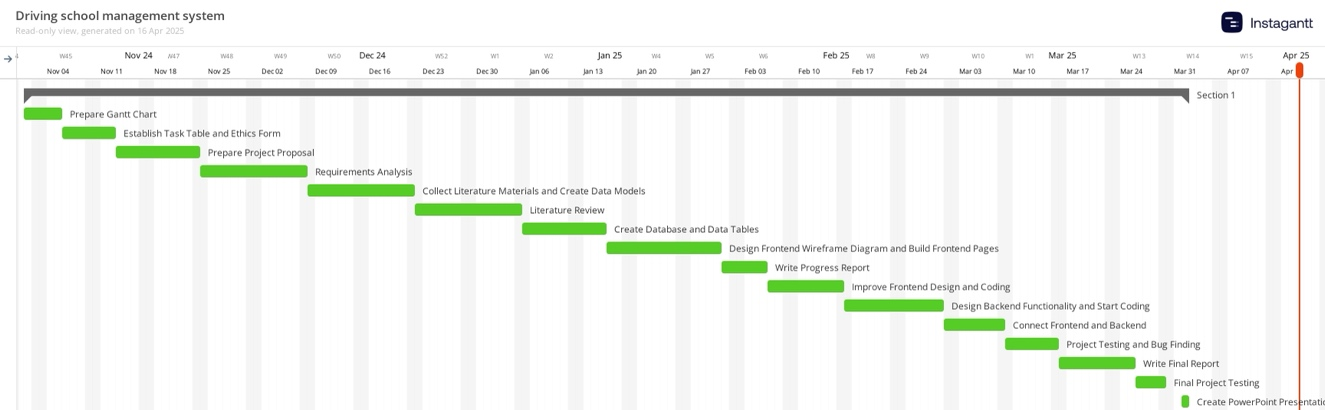 Driving school management system
Read-only view, generated on 16 Apr 2025
Instagantt
4 W45 Nov 24 W47 W48 W49 W50 Dec 24 W52 W1 W2 Jan 25 W4 W5 W6 Feb 25 W8 W9 W10 W1 Mar 25 W13 W14 W15 Apr 25
Nov 04 Nov 11 Nov 18 Nov 25 Dec 02 Dec 09 Dec 16 Dec 23 Dec 30 Jan 06 Jan 13 Jan 20 Jan 27 Feb 03 Feb 10 Feb 17 Feb 24 Mar 03 Mar 10 Mar 17 Mar 24 Mar 31 Apr 07 Apr
Section 1
Prepare Gantt Chart
Establish Task Table and Ethics Form
Prepare Project Proposal
Requirements Analysis
Collect Literature Materials and Create Data Models
Literature Review
Create Database and Data Tables
Design Frontend Wireframe Diagram and Build Frontend Pages
Write Progress Report
Improve Frontend Design and Coding
Design Backend Functionality and Start Coding
Connect Frontend and Backend
Project Testing and Bug Finding
Write Final Report
Final Project Testing
Create PowerPoint Presentatio